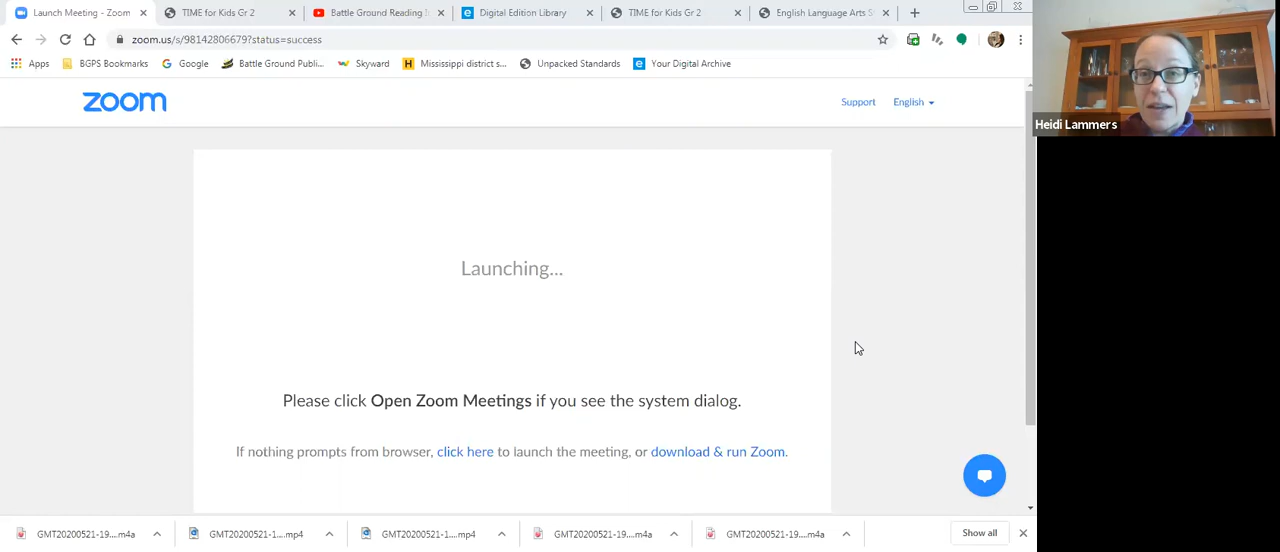 Launch Meeting - Zoom
TIME for Kids Gr 2
Battle Ground Reading I
Digital Edition Library
TIME for Kids Gr 2
English Language Arts S
zoom.us/s/98142806679?status=success
Apps
BGPS Bookmarks
Google
Battle Ground Publi...
Skyward
Mississippi district s...
Unpacked Standards
Your Digital Archive
zoom
Support
English
Heidi Lammers
Launching...
Please click Open Zoom Meetings if you see the system dialog.
If nothing prompts from browser, click here to launch the meeting, or download & run Zoom.
GMT20200521-19....m4a
GMT20200521-1....mp4
GMT20200521-1....mp4
GMT20200521-19....m4a
GMT20200521-19....m4a
Show all